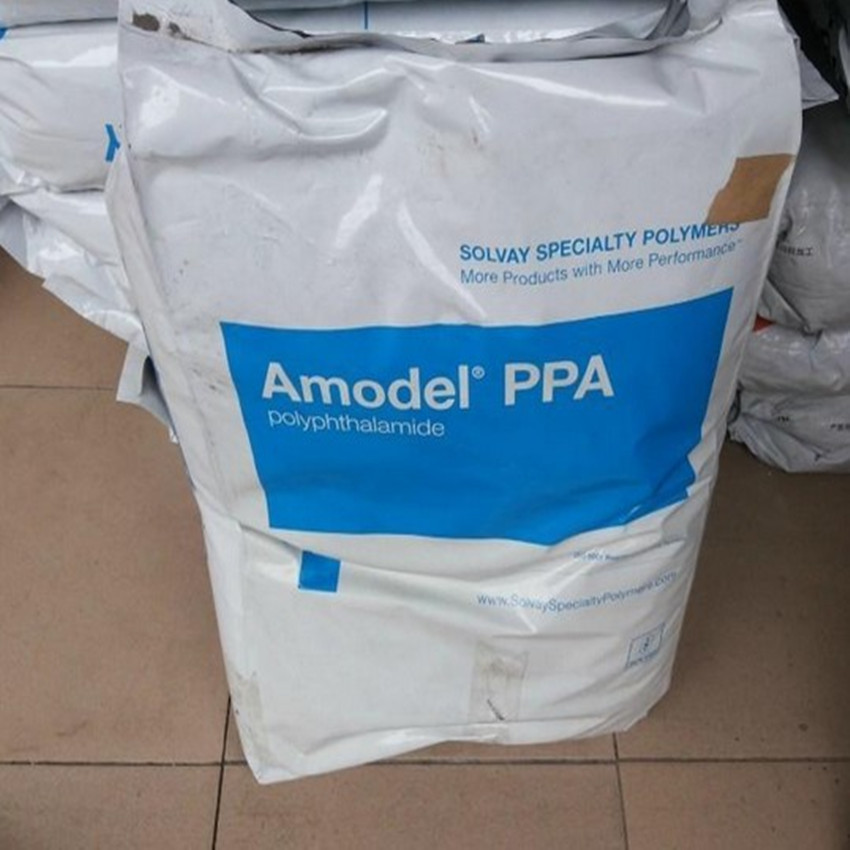 SOLVAY SPECIALTY POLYMERS
More Products with More Performance™
Amodel® PPA
polyphthalamide
www.SolvaySpecialtyPolymers.com